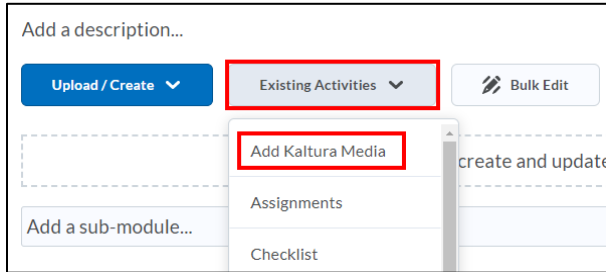 Add a description...
Upload / Create
Existing Activities
Bulk Edit
Add Kaltura Media
create and update
Assignments
Add a sub-module...
Checklist